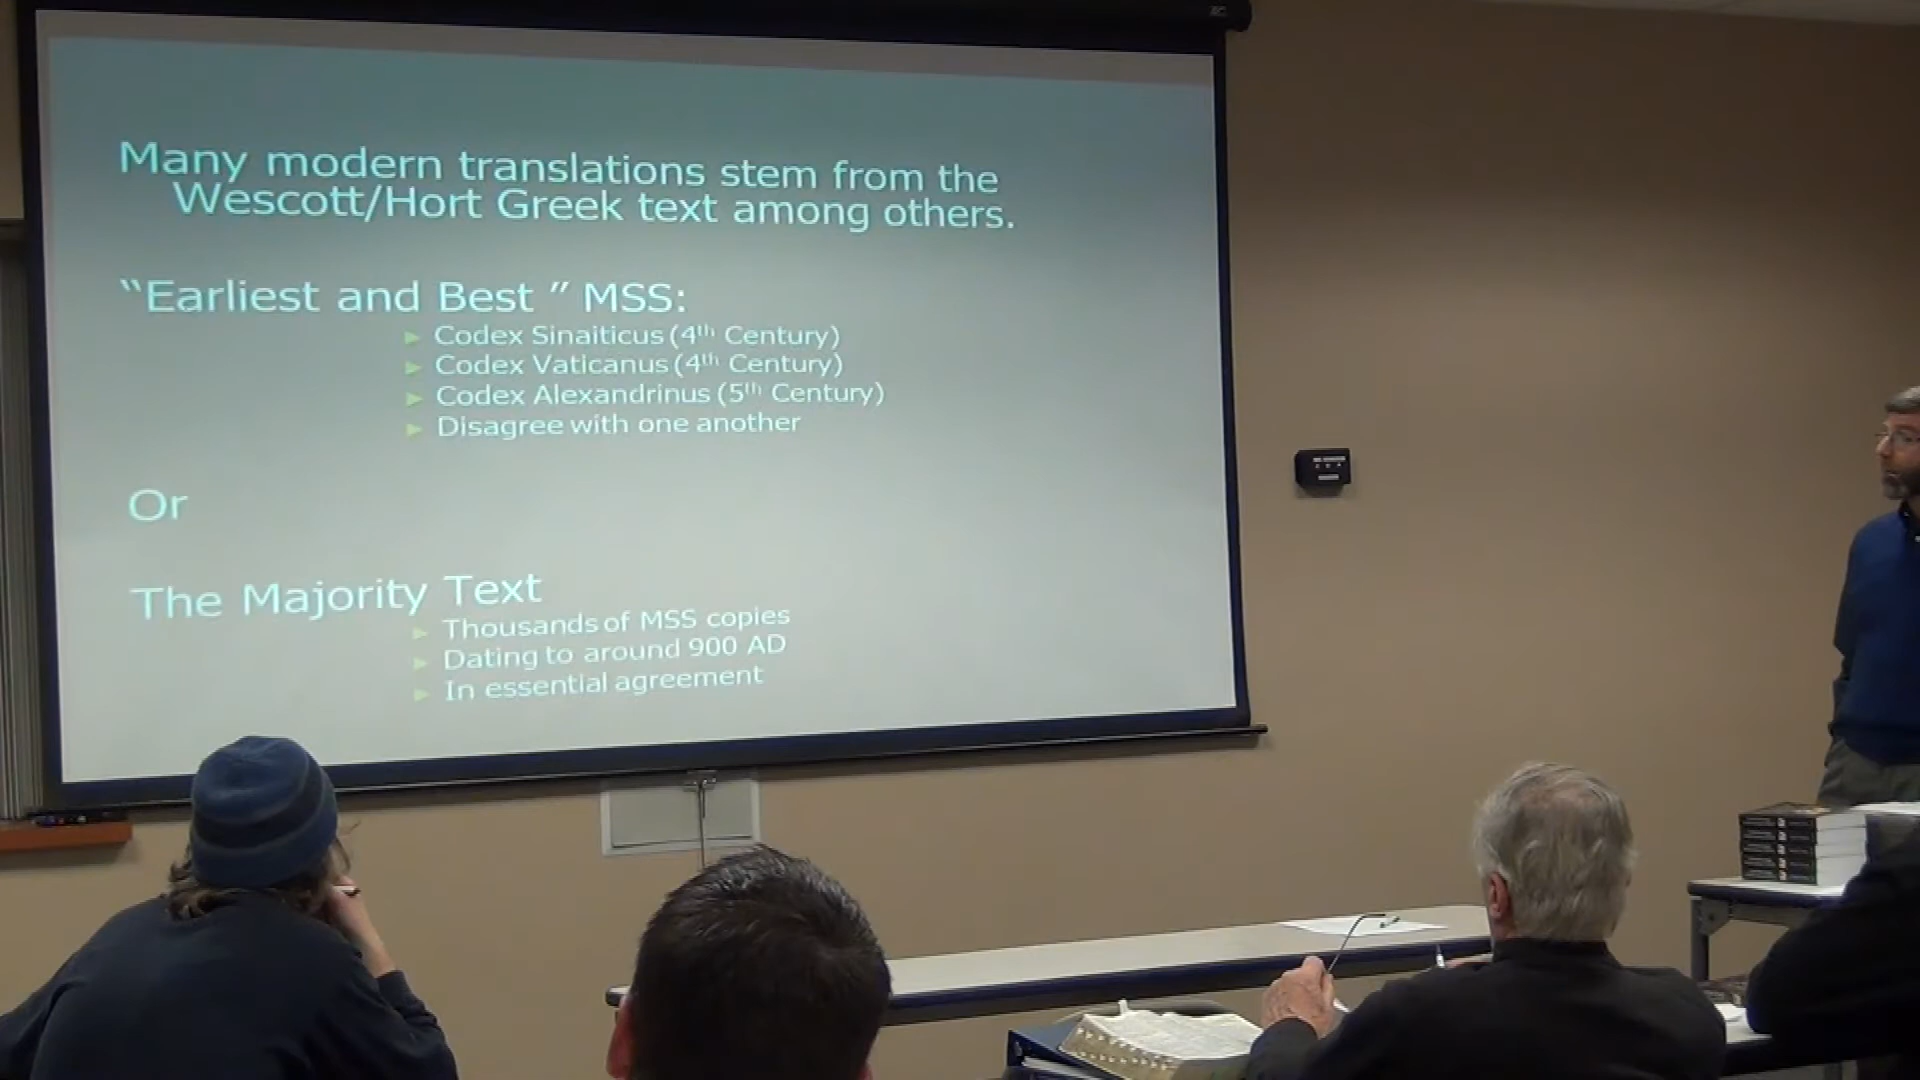 Many modern translations stem from the
Wescott/Hort Greek text among others.
“Earliest and Best ” MSS:
► Codex Sinaiticus (4th Century)
► Codex Vaticanus (4th Century)
► Codex Alexandrinus (5th Century)
► Disagree with one another
Or
The Majority Text
► Thousands of MSS copies
► Dating to around 900 AD
► In essential agreement